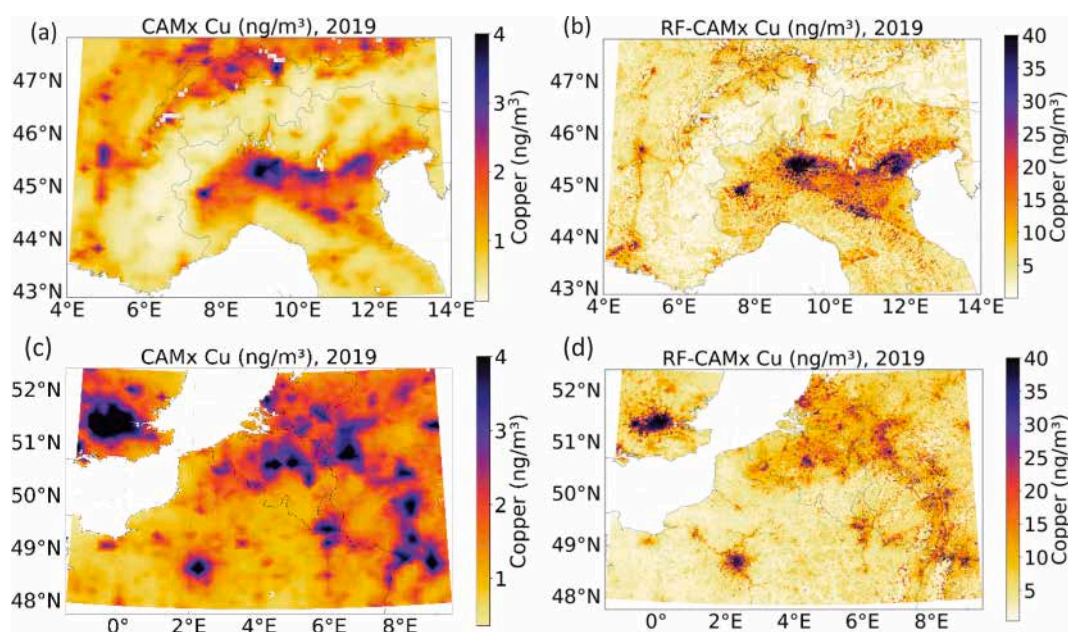 (a) CAMx Cu (ng/m³), 2019
47°N
46°N
45°N
44°N
43°N
4°E 6°E 8°E 10°E 12°E 14°E
4
3
2
1
Copper (ng/m³)
(b) RF-CAMx Cu (ng/m³), 2019
47°N
46°N
45°N
44°N
43°N
4°E 6°E 8°E 10°E 12°E 14°E
40
35
30
25
20
15
10
5
Copper (ng/m³)
(c) CAMx Cu (ng/m³), 2019
52°N
51°N
50°N
49°N
48°N
0° 2°E 4°E 6°E 8°E
4
3
2
1
Copper (ng/m³)
(d) RF-CAMx Cu (ng/m³), 2019
52°N
51°N
50°N
49°N
48°N
0° 2°E 4°E 6°E 8°E
40
35
30
25
20
15
10
5
Copper (ng/m³)